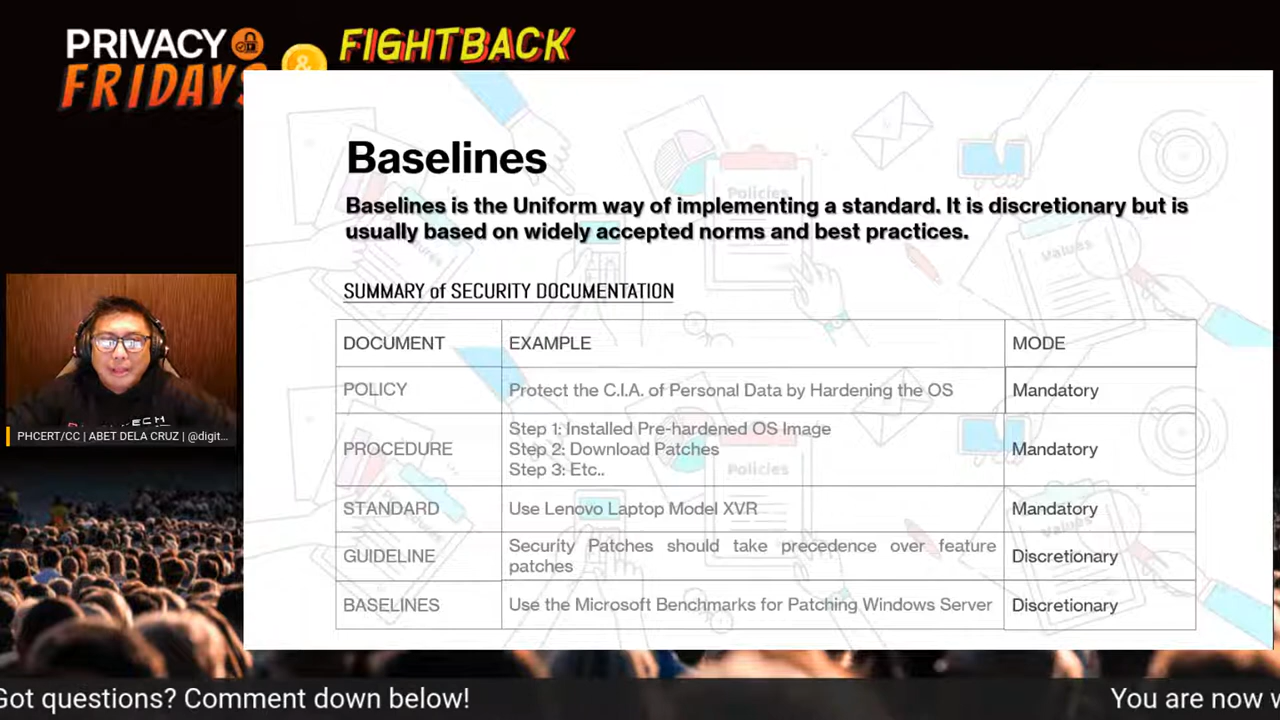 PRIVACY
FRIDAYS
&
FIGHTBACK
Policies
Values
Baselines
Baselines is the Uniform way of implementing a standard. It is discretionary but is
usually based on widely accepted norms and best practices.
SUMMARY of SECURITY DOCUMENTATION
DOCUMENT EXAMPLE MODE
POLICY Protect the C.I.A. of Personal Data by Hardening the OS Mandatory
PROCEDURE
Step 1: Installed Pre-hardened OS Image
Step 2: Download Patches
Step 3: Etc..
Mandatory
Policies
STANDARD Use Lenovo Laptop Model XVR Mandatory
Values
GUIDELINE
Security Patches should take precedence over feature
patches
Discretionary
BASELINES Use the Microsoft Benchmarks for Patching Windows Server Discretionary
PHCERT/CC | ABET DELA CRUZ | @digit...
Got questions? Comment down below!
You are now